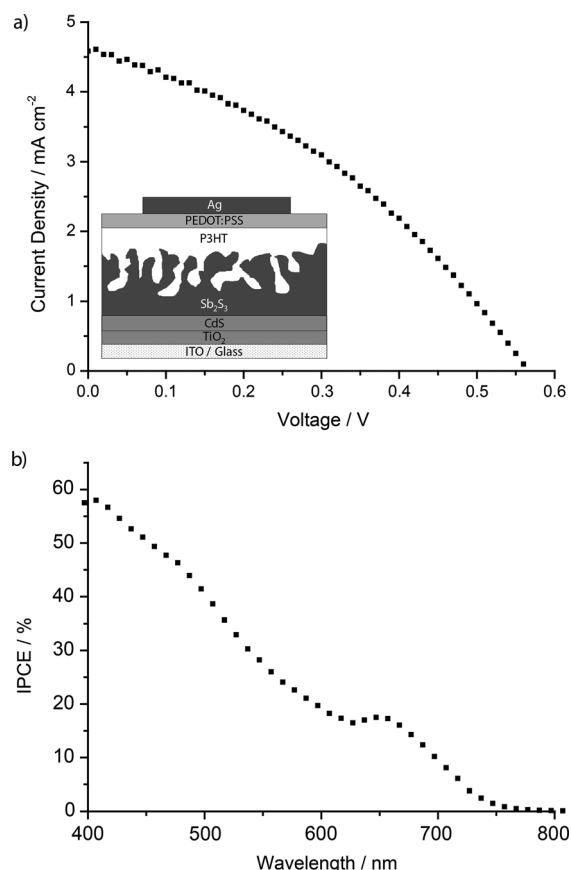 a)
5
4
3
2
1
0
Current Density / mA cm⁻²
Ag
PEDOT:PSS
P3HT
Sb₂S₃
CdS
TiO₂
ITO / Glass
0.0 0.1 0.2 0.3 0.4 0.5 0.6
Voltage / V
b)
60
50
40
30
20
10
0
IPCE / %
400 500 600 700 800
Wavelength / nm